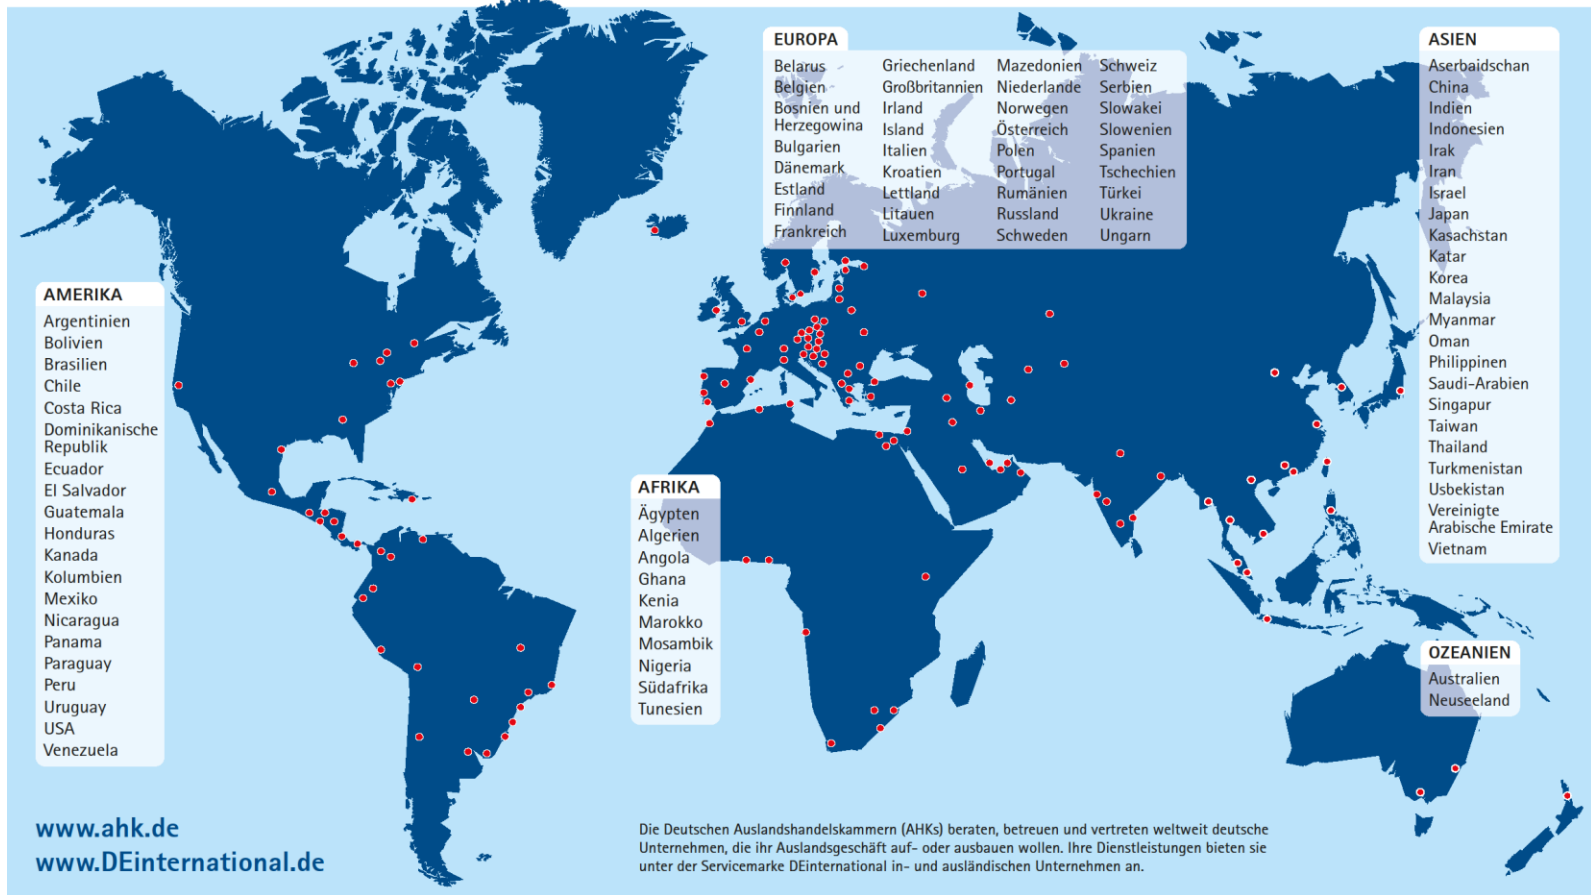 EUROPA
Belarus
Belgien
Bosnien und
Herzegowina
Bulgarien
Dänemark
Estland
Finnland
Frankreich
Griechenland
Großbritannien
Irland
Island
Italien
Kroatien
Lettland
Litauen
Luxemburg
Mazedonien
Niederlande
Norwegen
Österreich
Polen
Portugal
Rumänien
Russland
Schweden
Schweiz
Serbien
Slowakei
Slowenien
Spanien
Tschechien
Türkei
Ukraine
Ungarn
ASIEN
Aserbaidschan
China
Indien
Indonesien
Irak
Iran
Israel
Japan
Kasachstan
Katar
Korea
Malaysia
Myanmar
Oman
Philippinen
Saudi-Arabien
Singapur
Taiwan
Thailand
Turkmenistan
Usbekistan
Vereinigte
Arabische Emirate
Vietnam
AMERIKA
Argentinien
Bolivien
Brasilien
Chile
Costa Rica
Dominikanische
Republik
Ecuador
El Salvador
Guatemala
Honduras
Kanada
Kolumbien
Mexiko
Nicaragua
Panama
Paraguay
Peru
Uruguay
USA
Venezuela
AFRIKA
Ägypten
Algerien
Angola
Ghana
Kenia
Marokko
Mosambik
Nigeria
Südafrika
Tunesien
OZEANIEN
Australien
Neuseeland
www.ahk.de
www.DEinternational.de
Die Deutschen Auslandshandelskammern (AHKs) beraten, betreuen und vertreten weltweit deutsche
Unternehmen, die ihr Auslandsgeschäft auf- oder ausbauen wollen. Ihre Dienstleistungen bieten sie
unter der Servicemarke DEinternational in- und ausländischen Unternehmen an.